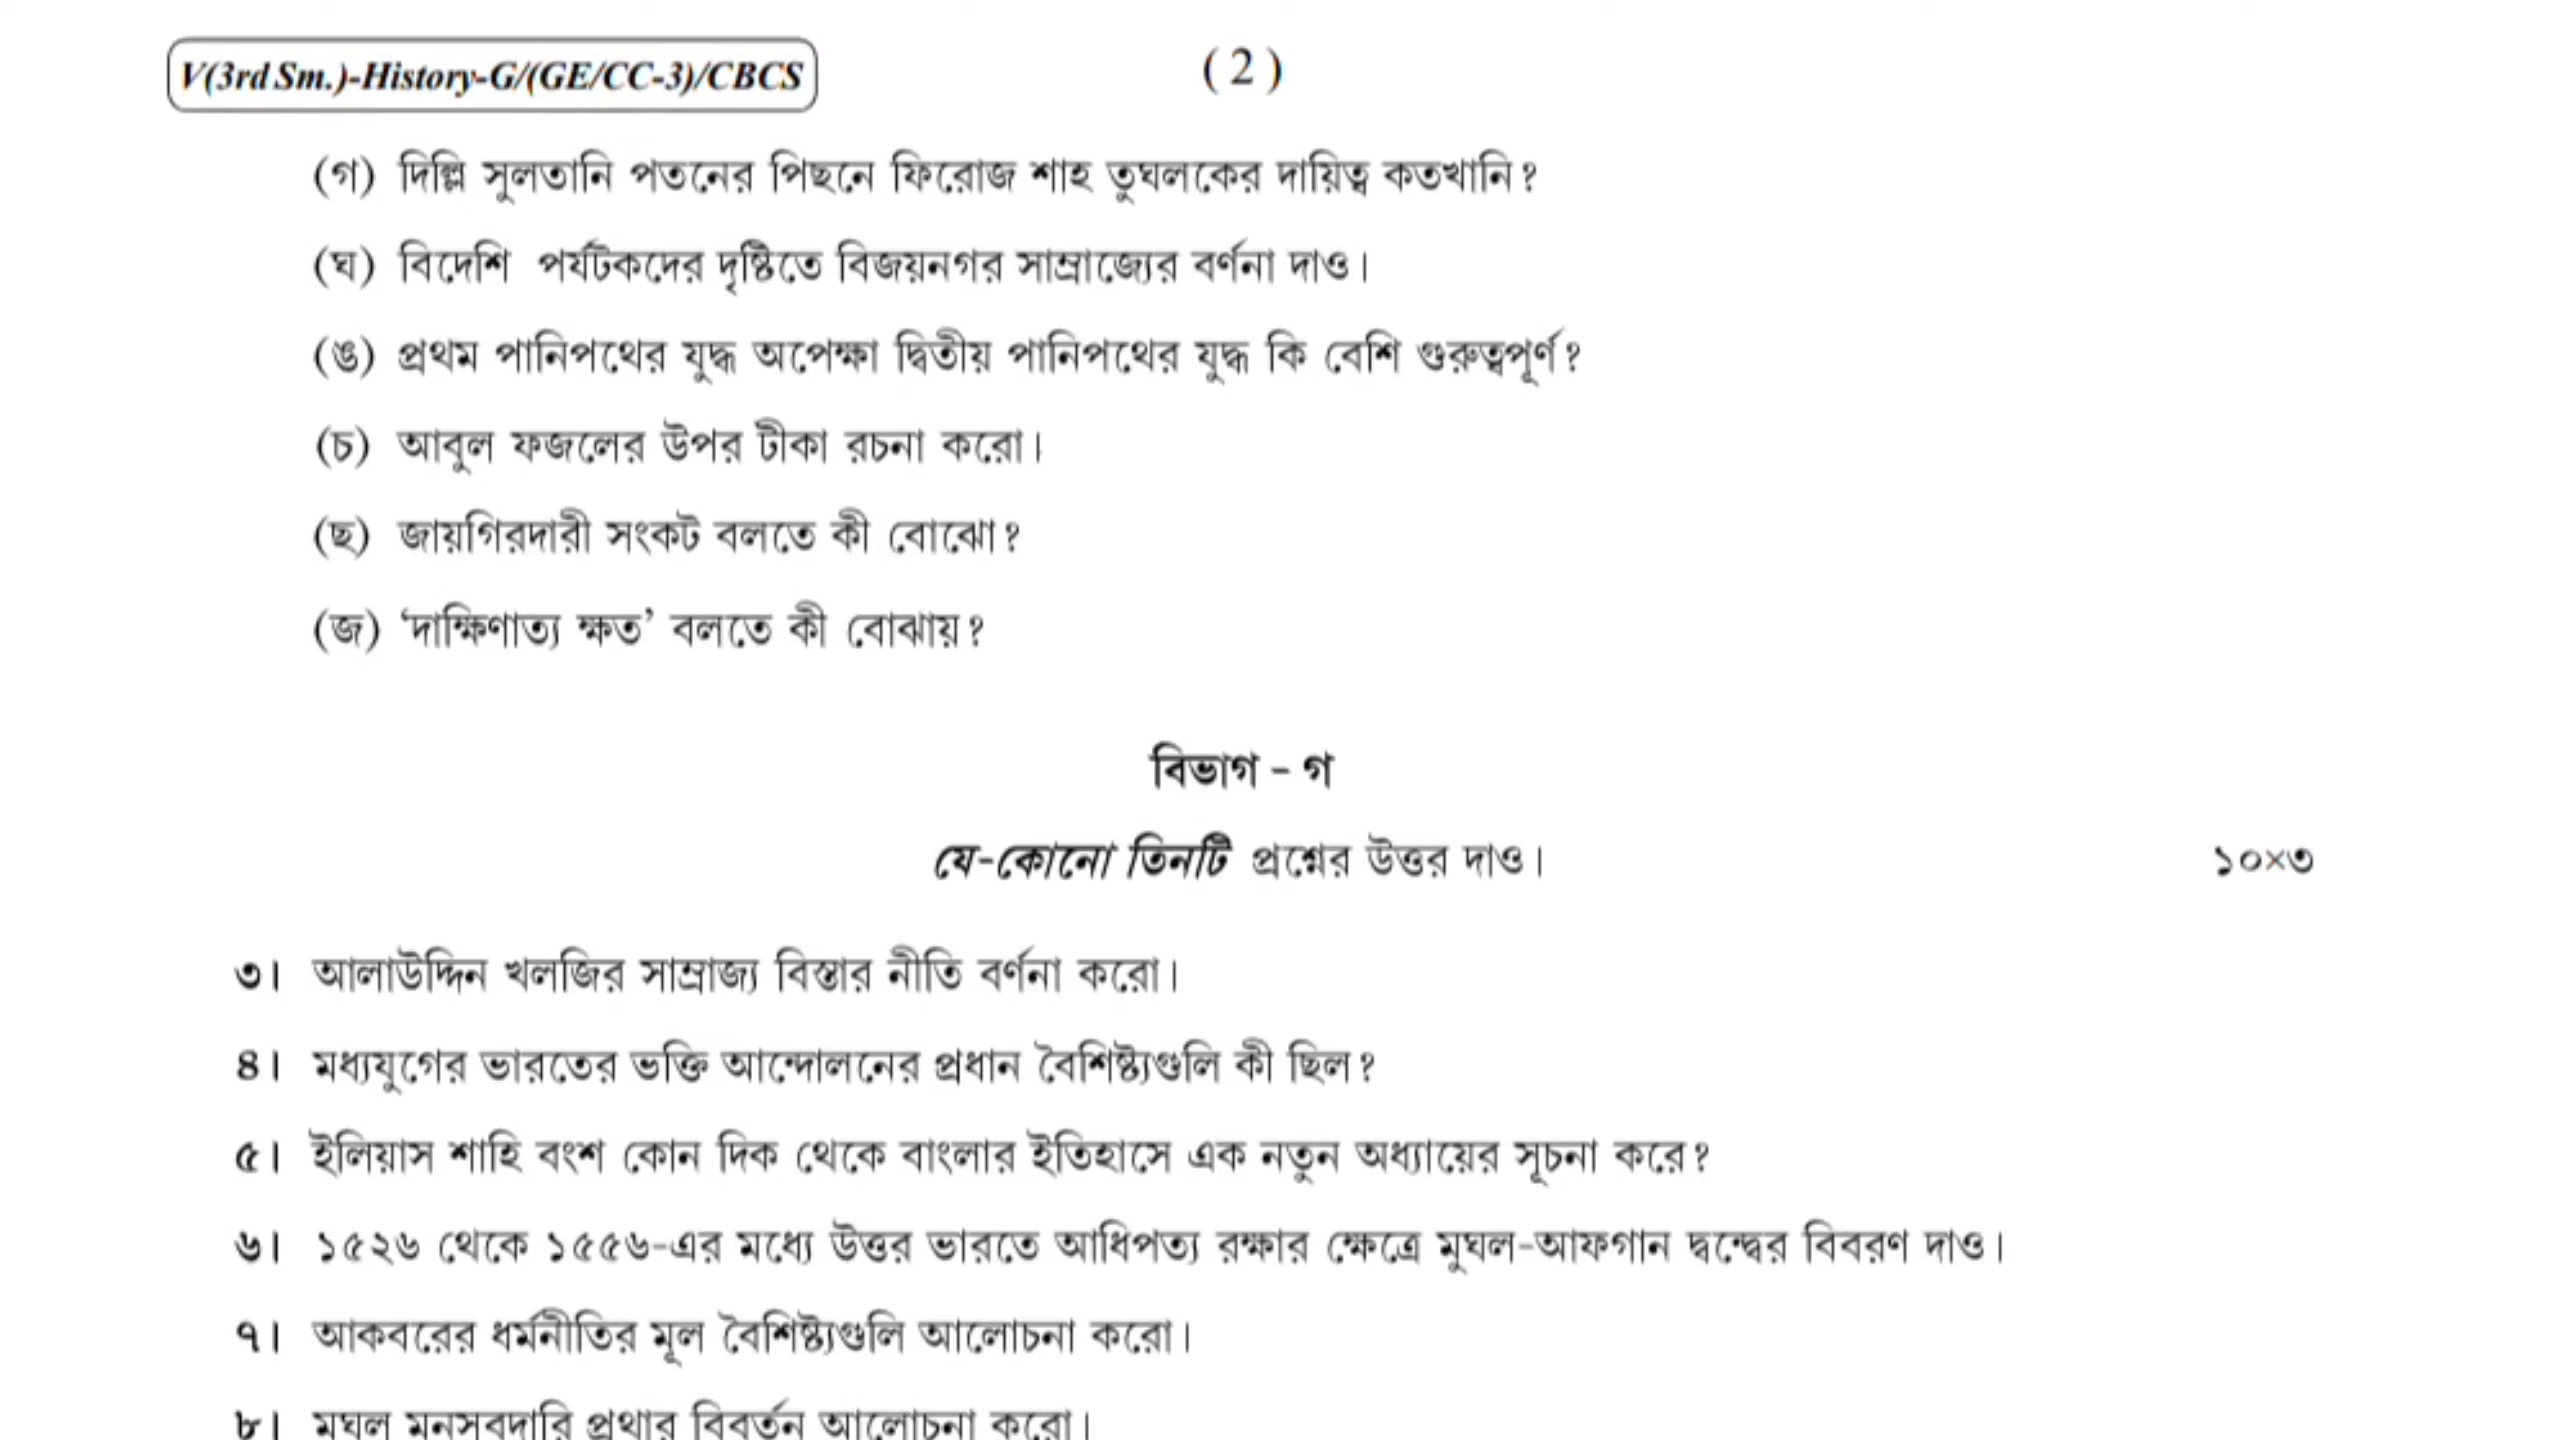 V(3rd Sm.)-History-G/(GE/CC-3)/CBCS
( 2 )
(গ) দিল্লি সুলতানি পতনের পিছনে ফিরোজ শাহ তুঘলকের দায়িত্ব কতখানি?
(ঘ) বিদেশি পর্যটকদের দৃষ্টিতে বিজয়নগর সাম্রাজ্যের বর্ণনা দাও।
(ঙ) প্রথম পানিপথের যুদ্ধ অপেক্ষা দ্বিতীয় পানিপথের যুদ্ধ কি বেশি গুরুত্বপূর্ণ?
(চ) আবুল ফজলের উপর টীকা রচনা করো।
(ছ) জায়গিরদারী সংকট বলতে কী বোঝো?
(জ) ‘দাক্ষিণাত্য ক্ষত’ বলতে কী বোঝায়?
বিভাগ – গ
যে-কোনো তিনটি প্রশ্নের উত্তর দাও। ১০×৩
৩। আলাউদ্দিন খলজির সাম্রাজ্য বিস্তার নীতি বর্ণনা করো।
৪। মধ্যযুগের ভারতের ভক্তি আন্দোলনের প্রধান বৈশিষ্ট্যগুলি কী ছিল?
৫। ইলিয়াস শাহি বংশ কোন দিক থেকে বাংলার ইতিহাসে এক নতুন অধ্যায়ের সূচনা করে?
৬। ১৫২৬ থেকে ১৫৫৬-এর মধ্যে উত্তর ভারতে আধিপত্য রক্ষার ক্ষেত্রে মুঘল-আফগান দ্বন্দ্বের বিবরণ দাও।
৭। আকবরের ধর্মনীতির মূল বৈশিষ্ট্যগুলি আলোচনা করো।
৮। মুঘল মনসবদারি প্রথার বিবর্তন আলোচনা করো।